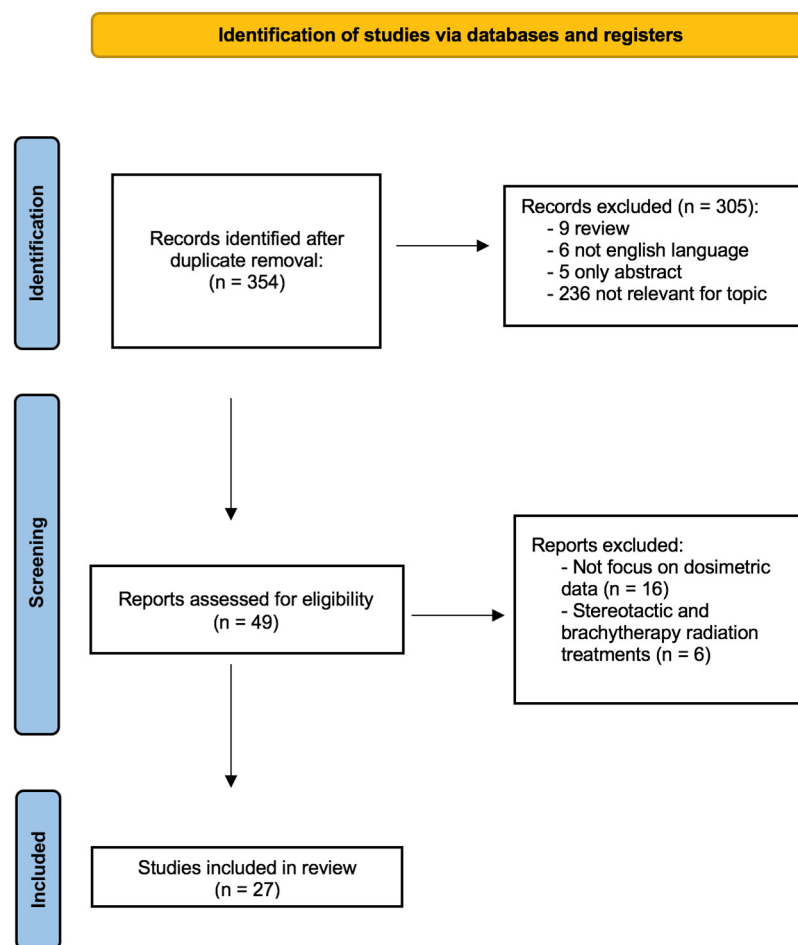 Identification of studies via databases and registers
Identification
Records identified after
duplicate removal:
(n = 354)
Records excluded (n = 305):
- 9 review
- 6 not english language
- 5 only abstract
- 236 not relevant for topic
Screening
Reports assessed for eligibility
(n = 49)
Reports excluded:
- Not focus on dosimetric
data (n = 16)
- Stereotactic and
brachytherapy radiation
treatments (n = 6)
Included
Studies included in review
(n = 27)